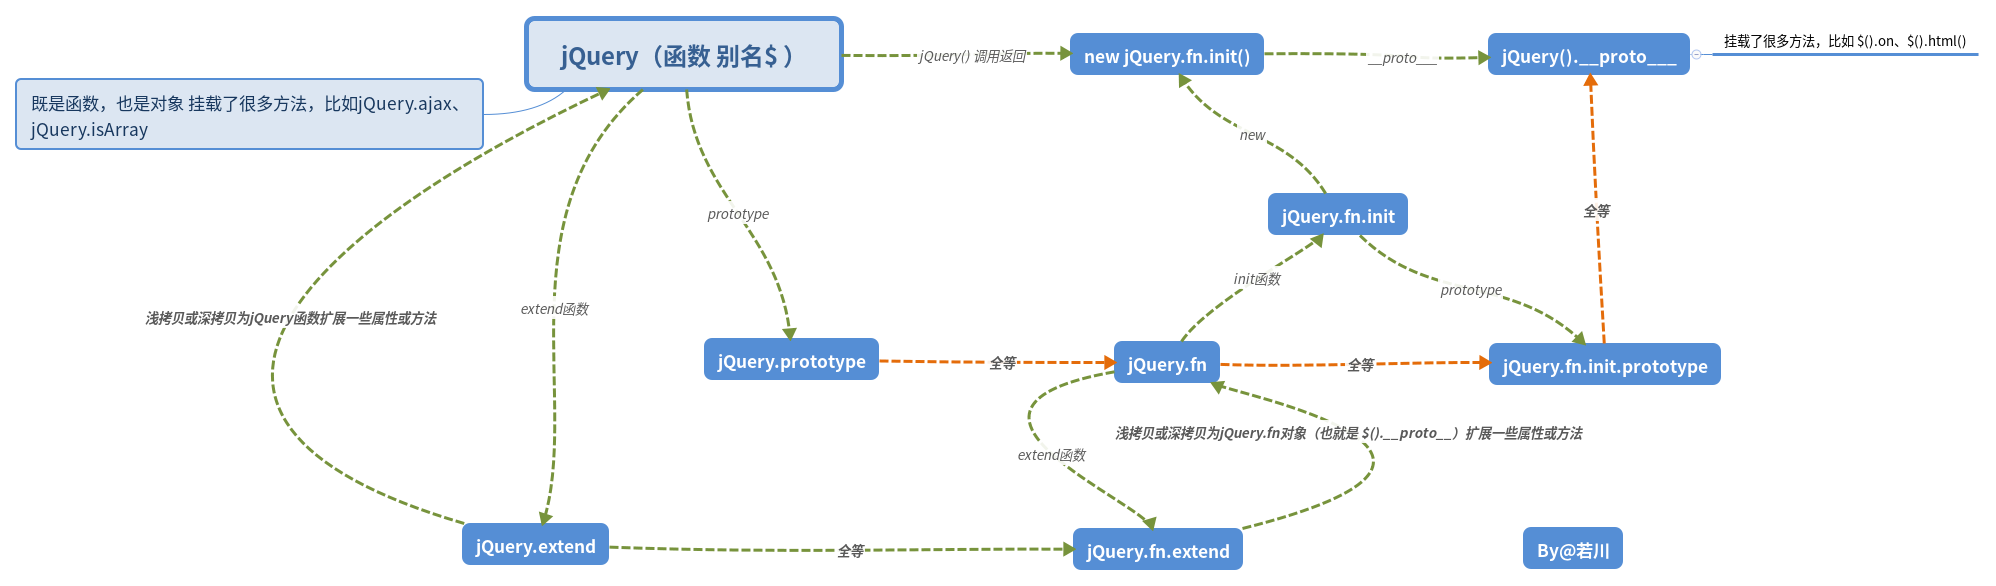 jQuery（函数 别名$ ）
jQuery() 调用返回
new jQuery.fn.init()
__proto___
jQuery().__proto___
挂载了很多方法，比如 $().on、$().html()
既是函数，也是对象 挂载了很多方法，比如jQuery.ajax、
jQuery.isArray
new
prototype
jQuery.fn.init
全等
init函数
prototype
浅拷贝或深拷贝为jQuery函数扩展一些属性或方法
extend函数
jQuery.prototype
全等
jQuery.fn
全等
jQuery.fn.init.prototype
浅拷贝或深拷贝为jQuery.fn对象（也就是 $().__proto__）扩展一些属性或方法
extend函数
jQuery.extend
全等
jQuery.fn.extend
By@若川